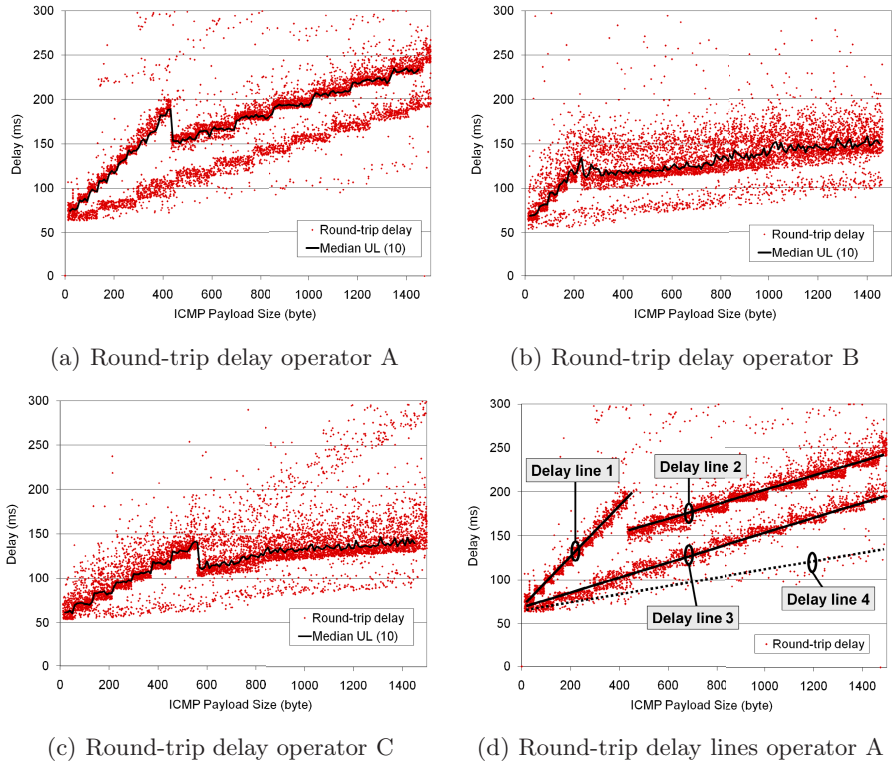 300
250
200
150
100
50
0
Delay (ms)
0 200 400 600 800 1000 1200 1400
ICMP Payload Size (byte)
Round-trip delay
Median UL (10)
(a) Round-trip delay operator A
300
250
200
150
100
50
0
Delay (ms)
0 200 400 600 800 1000 1200 1400
ICMP Payload Size (byte)
Round-trip delay
Median UL (10)
(b) Round-trip delay operator B
300
250
200
150
100
50
0
Delay (ms)
0 200 400 600 800 1000 1200 1400
ICMP Payload Size (byte)
Round-trip delay
Median UL (10)
(c) Round-trip delay operator C
300
250
200
150
100
50
0
Delay (ms)
Delay line 1
Delay line 2
Delay line 3
Delay line 4
Round-trip delay
0 200 400 600 800 1000 1200 1400
ICMP Payload Size (byte)
(d) Round-trip delay lines operator A